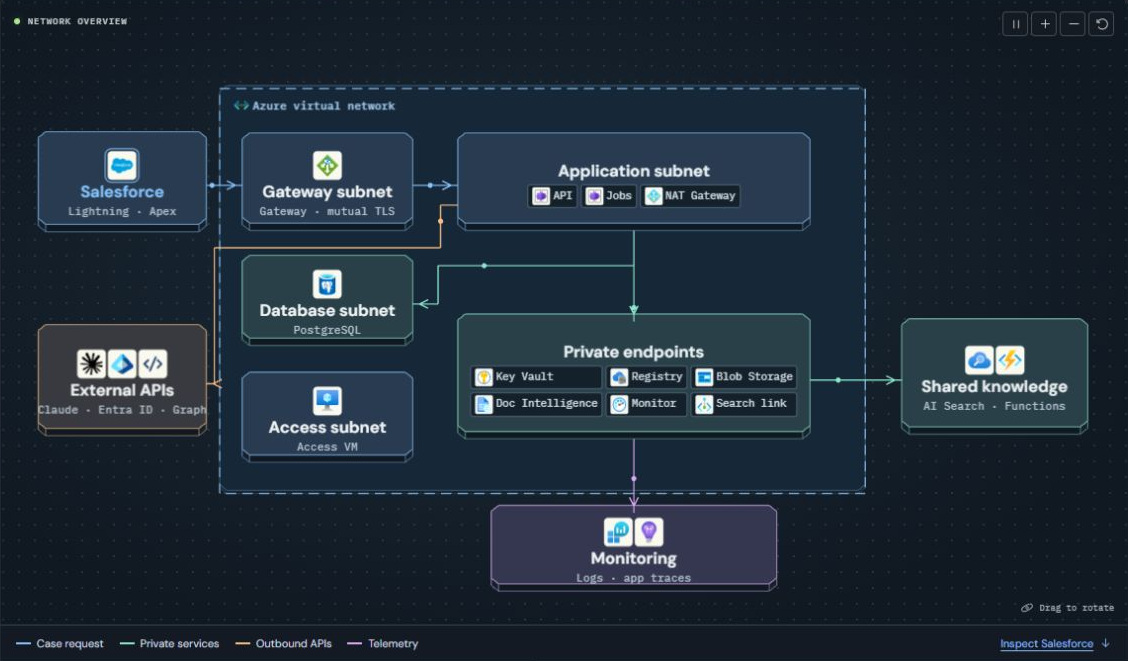 NETWORK OVERVIEW
Azure virtual network
Salesforce
Lightning · Apex
Gateway subnet
Gateway · mutual TLS
Application subnet
API
Jobs
NAT Gateway
Database subnet
PostgreSQL
External APIs
Claude · Entra ID · Graph
Access subnet
Access VM
Private endpoints
Key Vault
Registry
Blob Storage
Doc Intelligence
Monitor
Search link
Shared knowledge
AI Search · Functions
Monitoring
Logs · app traces
Drag to rotate
Case request
Private services
Outbound APIs
Telemetry
Inspect Salesforce